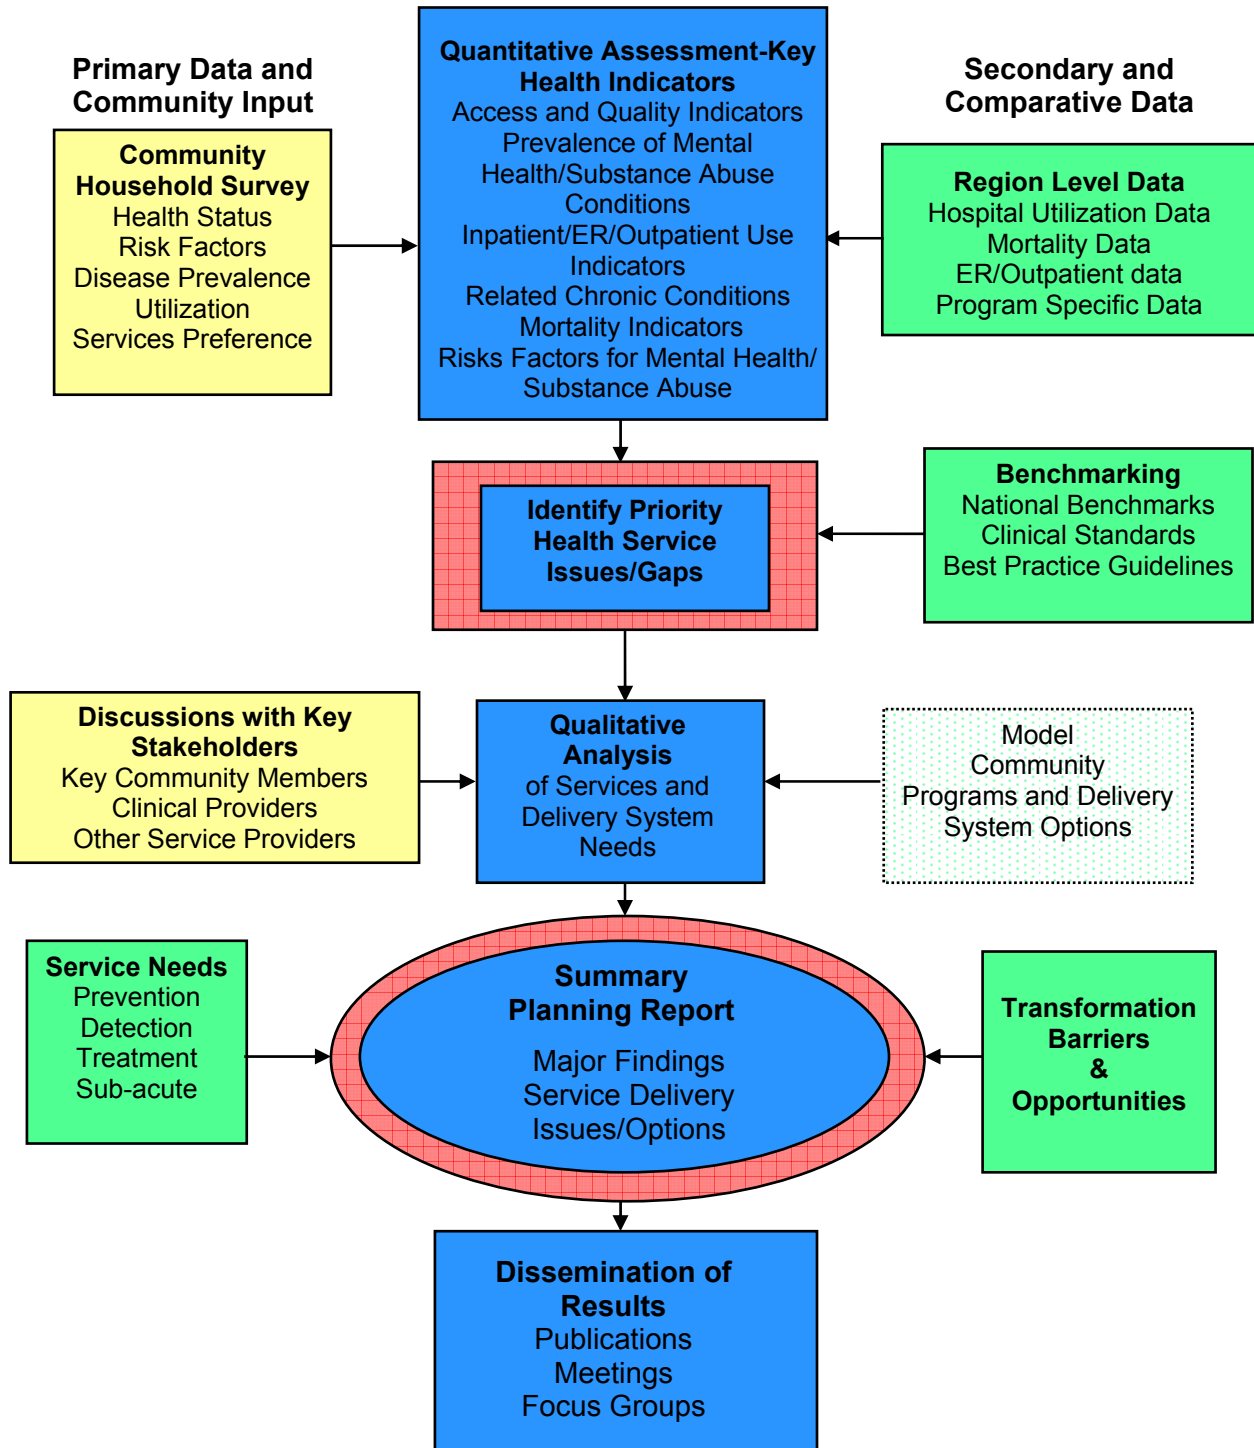 Primary Data and
Community Input
Quantitative Assessment-Key
Health Indicators
Access and Quality Indicators
Prevalence of Mental
Health/Substance Abuse
Conditions
Inpatient/ER/Outpatient Use
Indicators
Related Chronic Conditions
Mortality Indicators
Risks Factors for Mental Health/
Substance Abuse
Secondary and
Comparative Data
Community
Household Survey
Health Status
Risk Factors
Disease Prevalence
Utilization
Services Preference
Region Level Data
Hospital Utilization Data
Mortality Data
ER/Outpatient data
Program Specific Data
Identify Priority
Health Service
Issues/Gaps
Benchmarking
National Benchmarks
Clinical Standards
Best Practice Guidelines
Discussions with Key
Stakeholders
Key Community Members
Clinical Providers
Other Service Providers
Qualitative
Analysis
of Services and
Delivery System
Needs
Model
Community
Programs and Delivery
System Options
Service Needs
Prevention
Detection
Treatment
Sub-acute
Summary
Planning Report
Major Findings
Service Delivery
Issues/Options
Transformation
Barriers
&
Opportunities
Dissemination of
Results
Publications
Meetings
Focus Groups